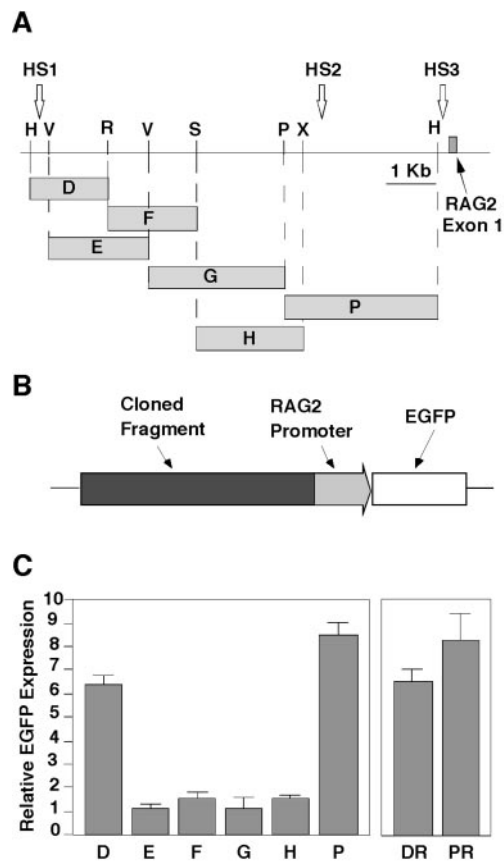 A
HS1 HS2 HS3
H V R V S P X H
1 Kb
D
F
E
G
P
H
RAG2
Exon 1
B
Cloned
Fragment
RAG2
Promoter
EGFP
C
Relative EGFP Expression
10
9
8
7
6
5
4
3
2
1
0
D E F G H P DR PR